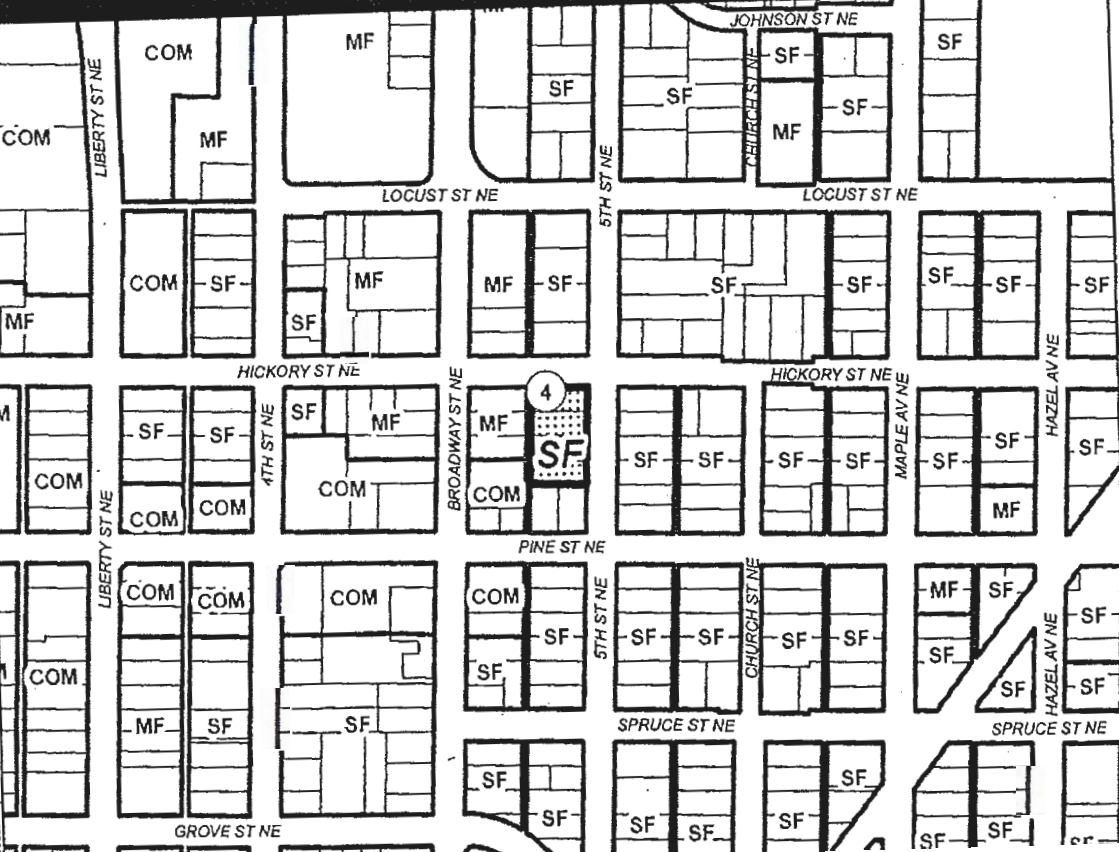 JOHNSON ST NE
COM
MF
SF
SF
LIBERTY ST NE
SF
SF
CHURCH ST NE
SF
COM
MF
MF
5TH ST NE
LOCUST ST NE
LOCUST ST NE
COM
SF
MF
MF
SF
SF
SF
SF
SF
SF
MF
SF
HICKORY ST NE
HICKORY ST NE
HAZEL AV NE
4
SF
MF
MF
BROADWAY ST NE
MAPLE AV NE
SF
SF
4TH ST NE
SF
SF
SF
SF
SF
SF
SF
SF
COM
COM
COM
MF
COM
COM
LIBERTY ST NE
PINE ST NE
COM
COM
COM
COM
5TH ST NE
CHURCH ST NE
MF
SF
SF
SF
SF
SF
SF
SF
SF
SF
HAZEL AV NE
COM
SF
SF
MF
SF
SF
SPRUCE ST NE
SPRUCE ST NE
SF
SF
SF
SF
SF
SF
SF
GROVE ST NE
SF